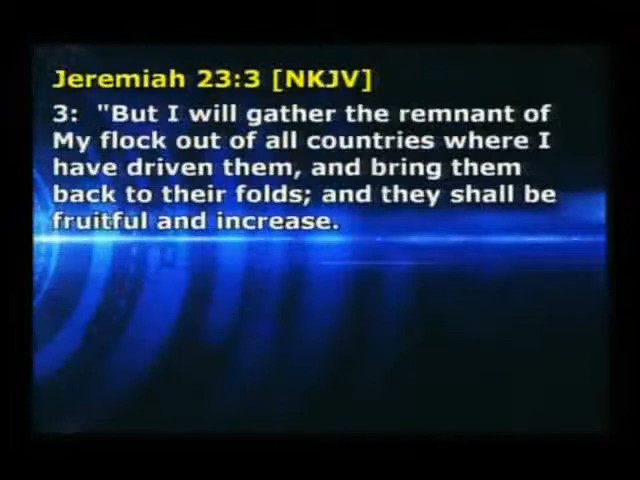 Jeremiah 23:3 [NKJV]
3:  "But I will gather the remnant of
My flock out of all countries where I
have driven them, and bring them
back to their folds; and they shall be
fruitful and increase.